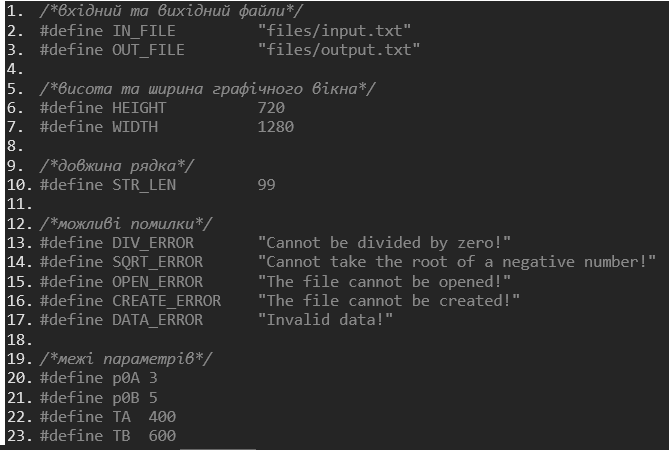 1. /*вхідний та вихідний файли*/
2. #define IN_FILE         "files/input.txt"
3. #define OUT_FILE        "files/output.txt"
4.
5. /*висота та ширина графічного вікна*/
6. #define HEIGHT          720
7. #define WIDTH           1280
8.
9. /*довжина рядка*/
10. #define STR_LEN         99
11.
12. /*можливі помилки*/
13. #define DIV_ERROR       "Cannot be divided by zero!"
14. #define SQRT_ERROR      "Cannot take the root of a negative number!"
15. #define OPEN_ERROR      "The file cannot be opened!"
16. #define CREATE_ERROR    "The file cannot be created!"
17. #define DATA_ERROR      "Invalid data!"
18.
19. /*межі параметрів*/
20. #define p0A 3
21. #define p0B 5
22. #define TA  400
23. #define TB  600